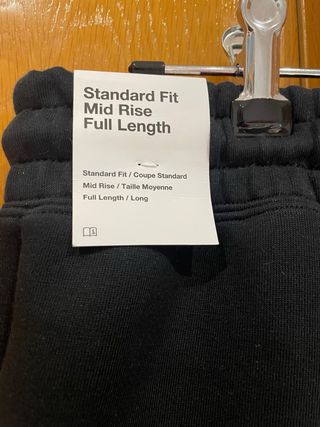 Standard Fit
Mid Rise
Full Length
Standard Fit / Coupe Standard
Mid Rise / Taille Moyenne
Full Length / Long